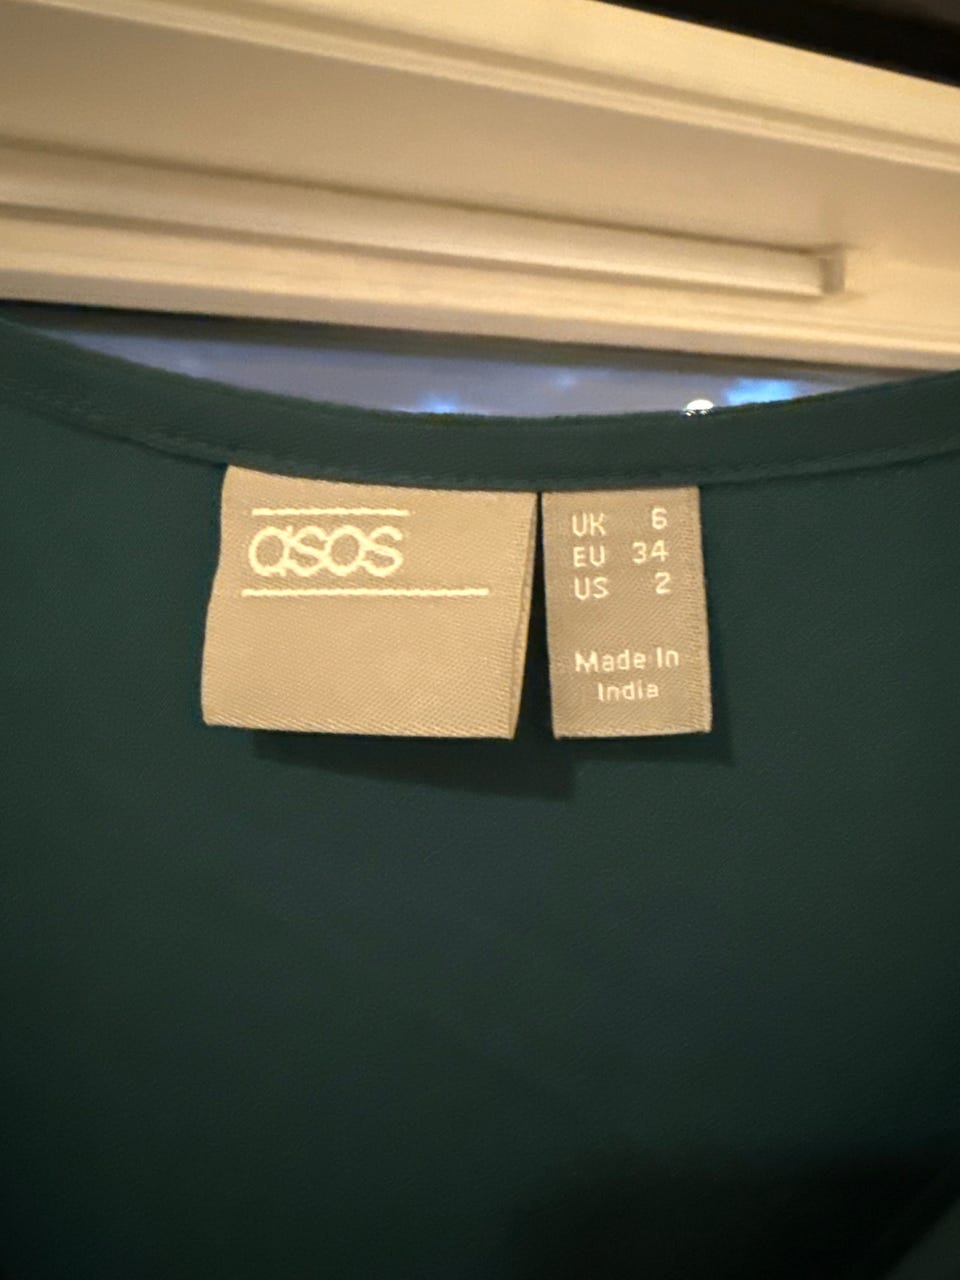 asos
UK 6
EU 34
US 2
Made In
India